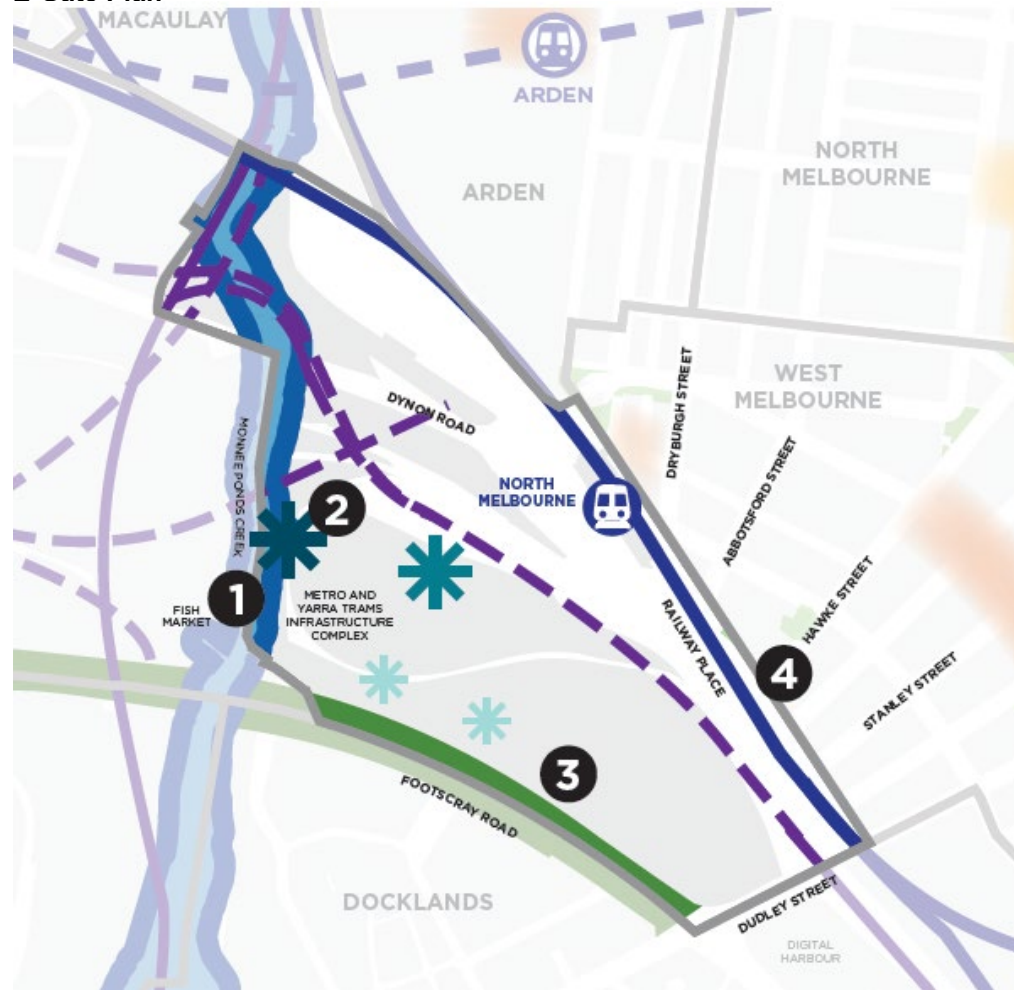 MACAULAY
ARDEN
NORTH
MELBOURNE
ARDEN
WEST
MELBOURNE
DRYBURGH STREET
DYNON ROAD
ABBOTSFORD STREET
MONNEE PONDS CREEK
NORTH
MELBOURNE
2
HAWKE STREET
1
METRO AND
YARRA TRAMS
INFRASTRUCTURE
COMPLEX
FISH
MARKET
RAILWAY PLACE
4
STANLEY STREET
3
FOOTSCRAY ROAD
DOCKLANDS
DUDLEY STREET
DIGITAL
HARBOUR